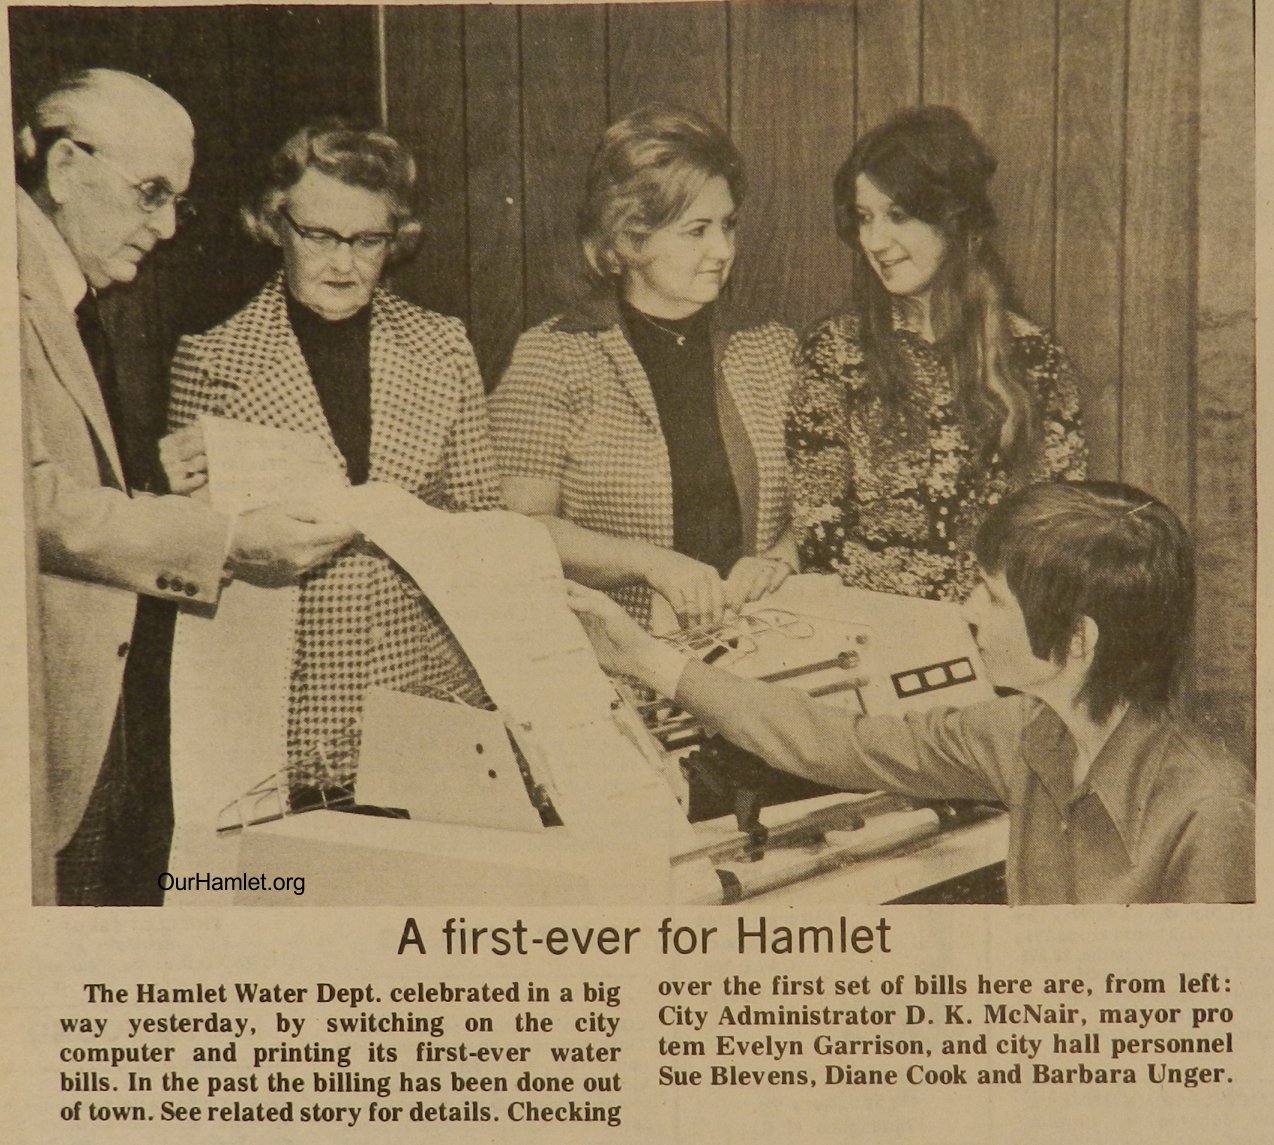 OurHamlet.org
A first-ever for Hamlet
The Hamlet Water Dept. celebrated in a big
way yesterday, by switching on the city
computer and printing its first-ever water
bills. In the past the billing has been done out
of town. See related story for details. Checking
over the first set of bills here are, from left:
City Administrator D. K. McNair, mayor pro
tem Evelyn Garrison, and city hall personnel
Sue Blevens, Diane Cook and Barbara Unger.